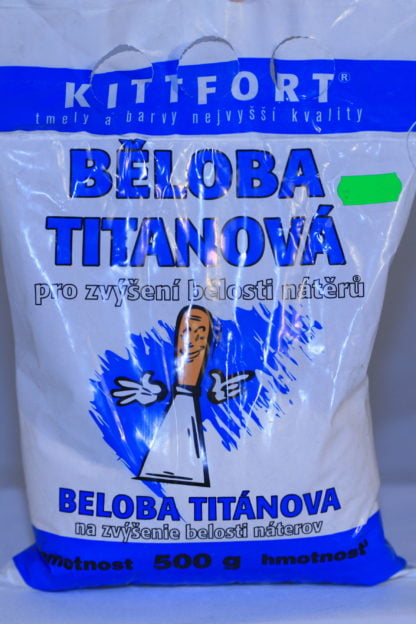 KITTFORT®
tmely a barvy nejvyšší kvality
BĚLOBA
TITANOVÁ
pro zvýšení bělosti nátěrů
BELOBA TITÁNOVA
na zvýšenie belosti náterov
hmotnost 500 g hmotnosť